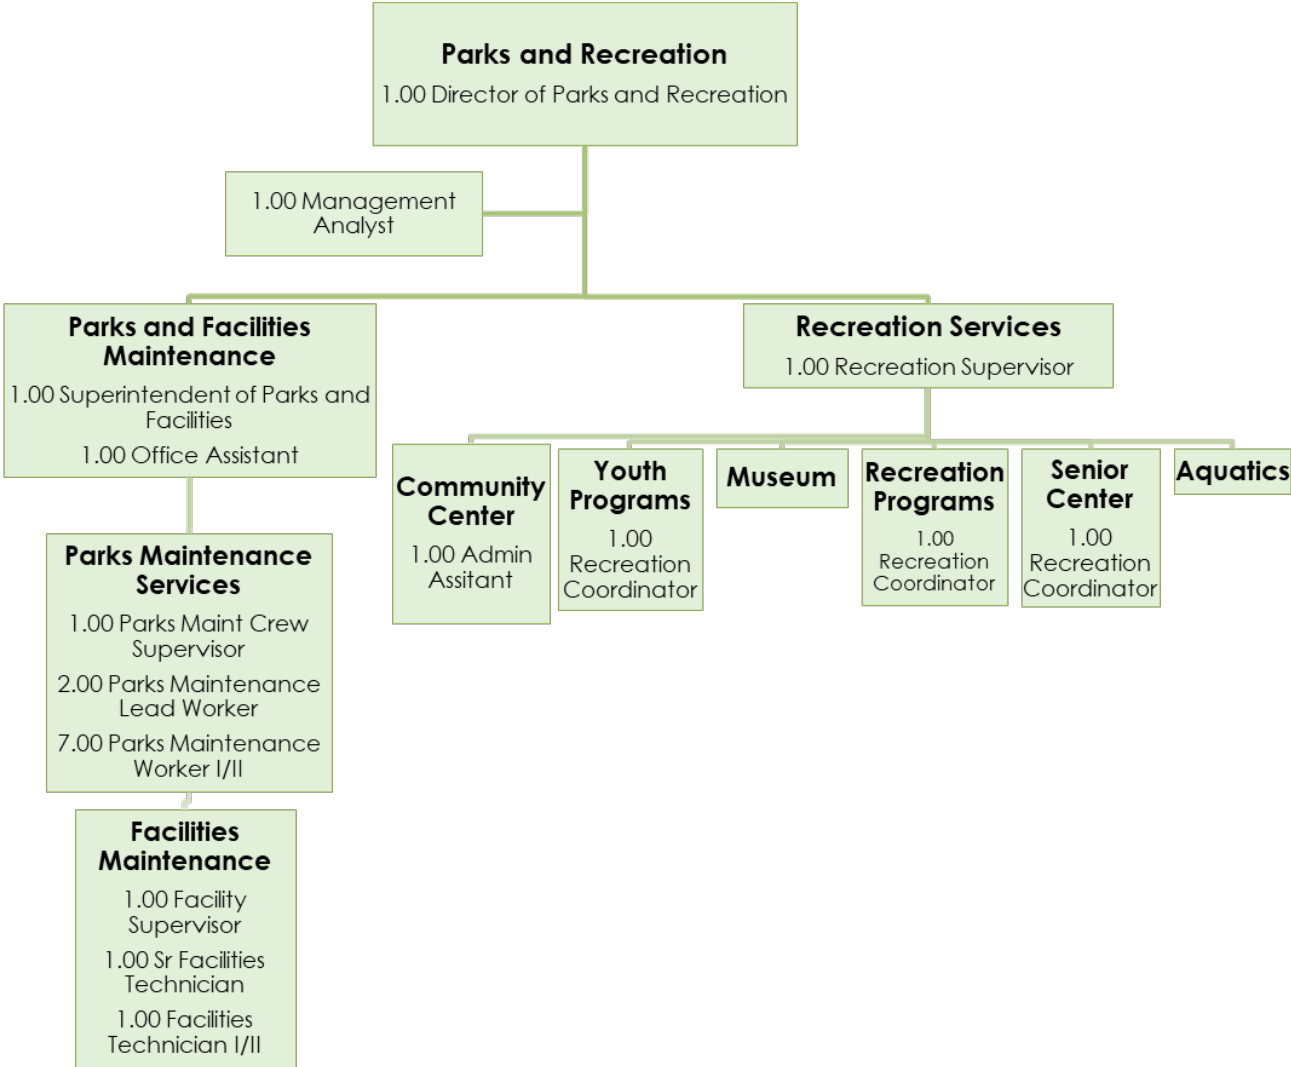 Parks and Recreation
1.00 Director of Parks and Recreation
1.00 Management
Analyst
Parks and Facilities
Maintenance
1.00 Superintendent of Parks and
Facilities
1.00 Office Assistant
Recreation Services
1.00 Recreation Supervisor
Community
Center
1.00 Admin
Assitant
Youth
Programs
1.00
Recreation
Coordinator
Museum
Recreation
Programs
1.00
Recreation
Coordinator
Senior
Center
1.00
Recreation
Coordinator
Aquatics
Parks Maintenance
Services
1.00 Parks Maint Crew
Supervisor
2.00 Parks Maintenance
Lead Worker
7.00 Parks Maintenance
Worker I/II
Facilities
Maintenance
1.00 Facility
Supervisor
1.00 Sr Facilities
Technician
1.00 Facilities
Technician I/II